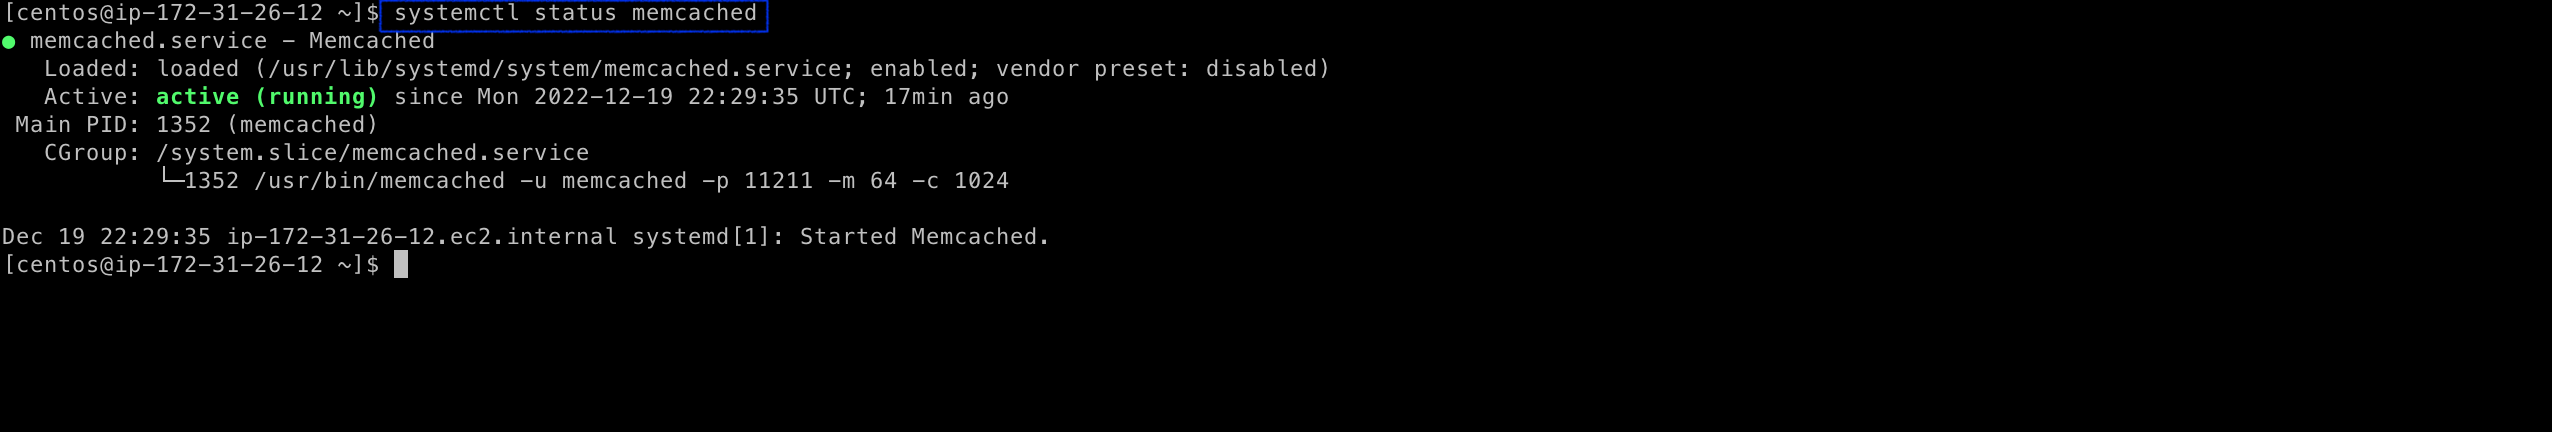 [centos@ip-172-31-26-12 ~]$ systemctl status memcached
● memcached.service - Memcached
   Loaded: loaded (/usr/lib/systemd/system/memcached.service; enabled; vendor preset: disabled)
   Active: active (running) since Mon 2022-12-19 22:29:35 UTC; 17min ago
 Main PID: 1352 (memcached)
   CGroup: /system.slice/memcached.service
           └─1352 /usr/bin/memcached -u memcached -p 11211 -m 64 -c 1024
Dec 19 22:29:35 ip-172-31-26-12.ec2.internal systemd[1]: Started Memcached.
[centos@ip-172-31-26-12 ~]$